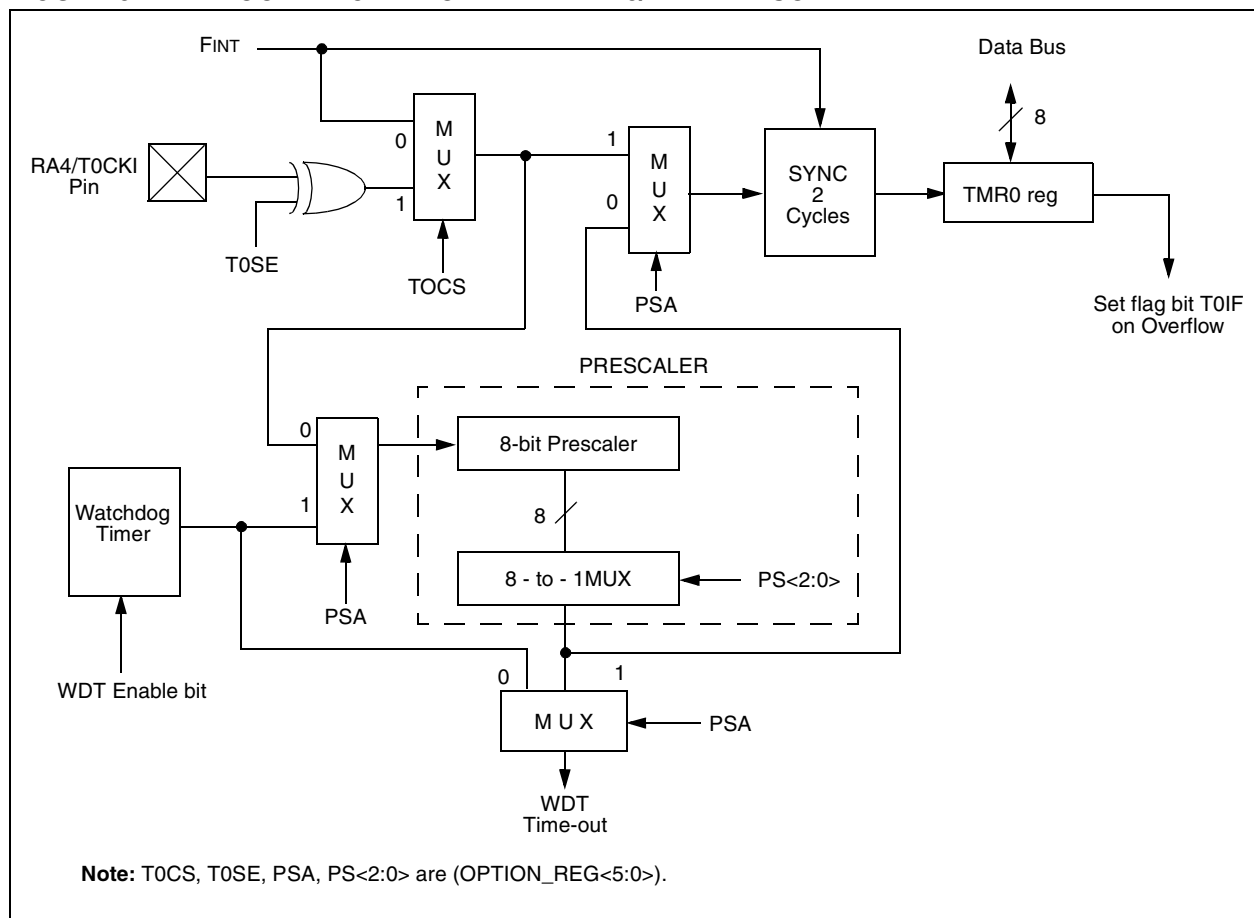 FINT
Data Bus
8
M
U
X
0
1
TOCS
RA4/T0CKI
Pin
T0SE
1
0
M
U
X
PSA
SYNC
2
Cycles
TMR0 reg
Set flag bit T0IF
on Overflow
PRESCALER
0
1
M
U
X
PSA
8-bit Prescaler
8
8 - to - 1MUX
PS<2:0>
Watchdog
Timer
WDT Enable bit
0
1
M U X
PSA
WDT
Time-out
Note: T0CS, T0SE, PSA, PS<2:0> are (OPTION_REG<5:0>).